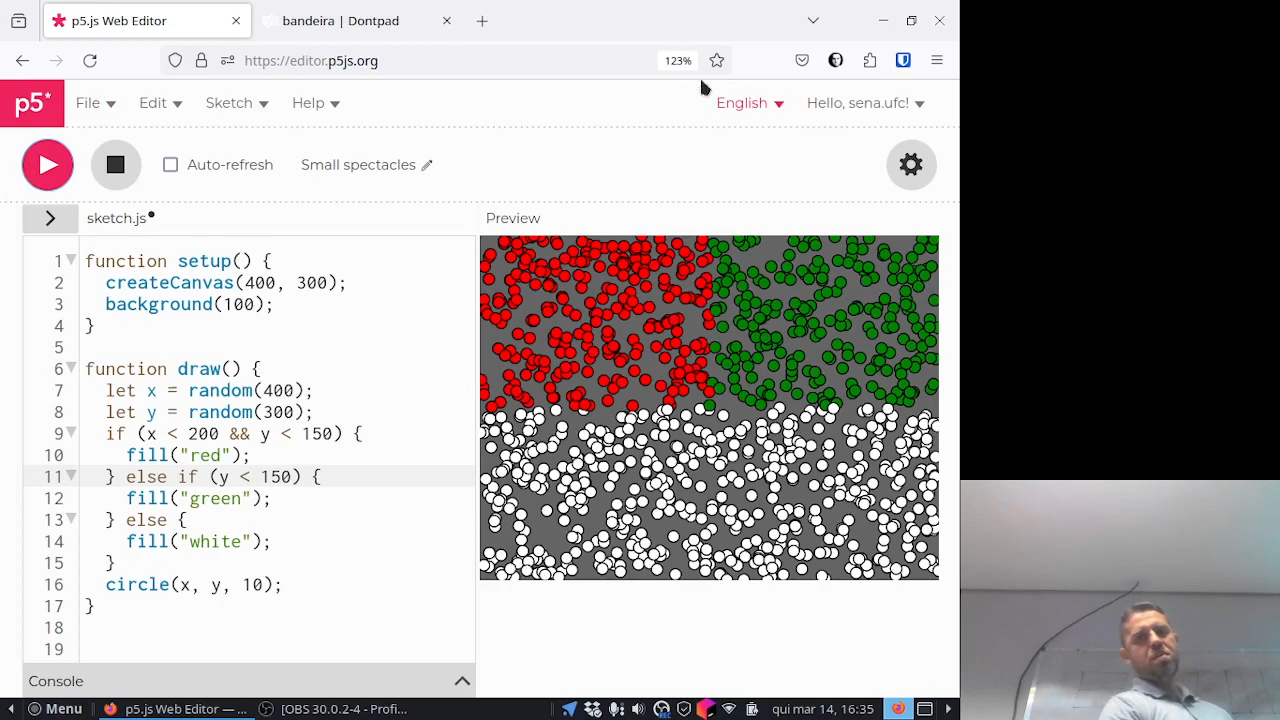 p5.js Web Editor
bandeira | Dontpad
https://editor.p5js.org
123%
p5*
File
Edit
Sketch
Help
English
Hello, sena.ufc!
Auto-refresh
Small spectacles
sketch.js
Preview
1 function setup() {
2 createCanvas(400, 300);
3 background(100);
4 }
5
6 function draw() {
7 let x = random(400);
8 let y = random(300);
9 if (x < 200 && y < 150) {
10 fill("red");
11 } else if (y < 150) {
12 fill("green");
13 } else {
14 fill("white");
15 }
16 circle(x, y, 10);
17 }
18
19
Console
Menu
p5.js Web Editor — ...
[OBS 30.0.2-4 - Profi...
REC
qui mar 14, 16:35